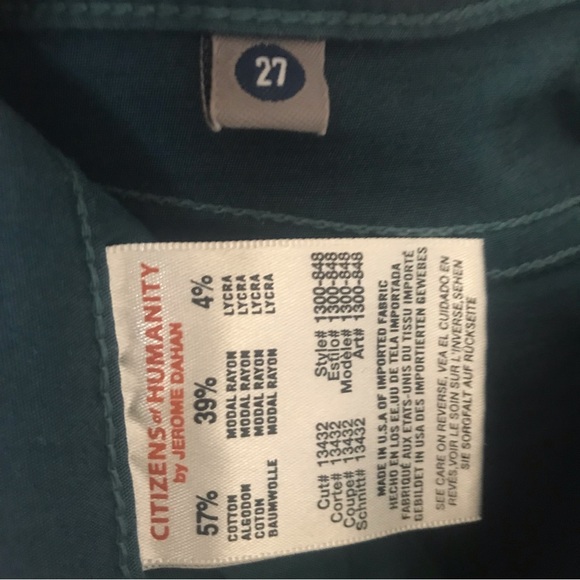 27
CITIZENS of HUMANITY
by JEROME DAHAN
57% 39% 4%
COTTON MODAL RAYON LYCRA
ALGODON MODAL RAYON LYCRA
COTON MODAL RAYON LYCRA
BAUMWOLLE MODAL RAYON LYCRA
Cut# 13432 Style# 1300-848
Corte# 13432 Estilo# 1300-848
Coupe# 13432 Modele# 1300-848
Schnitt# 13432 Art# 1300-848
MADE IN U.S.A OF IMPORTED FABRIC
HECHO EN LOS EE.UU DE TELA IMPORTADA
FABRIQUÉ AUX ETATS-UNIS DU TISSU IMPORTÉ
GEBILDET IN USA DES IMPORTIERTEN GEWEBES
SEE CARE ON REVERSE, VEA EL CUIDADO EN
REVES,VOIR LE SOIN SUR L'INVERSE,SEHEN
SIE SOROFALT AUF RÜCKSEITE